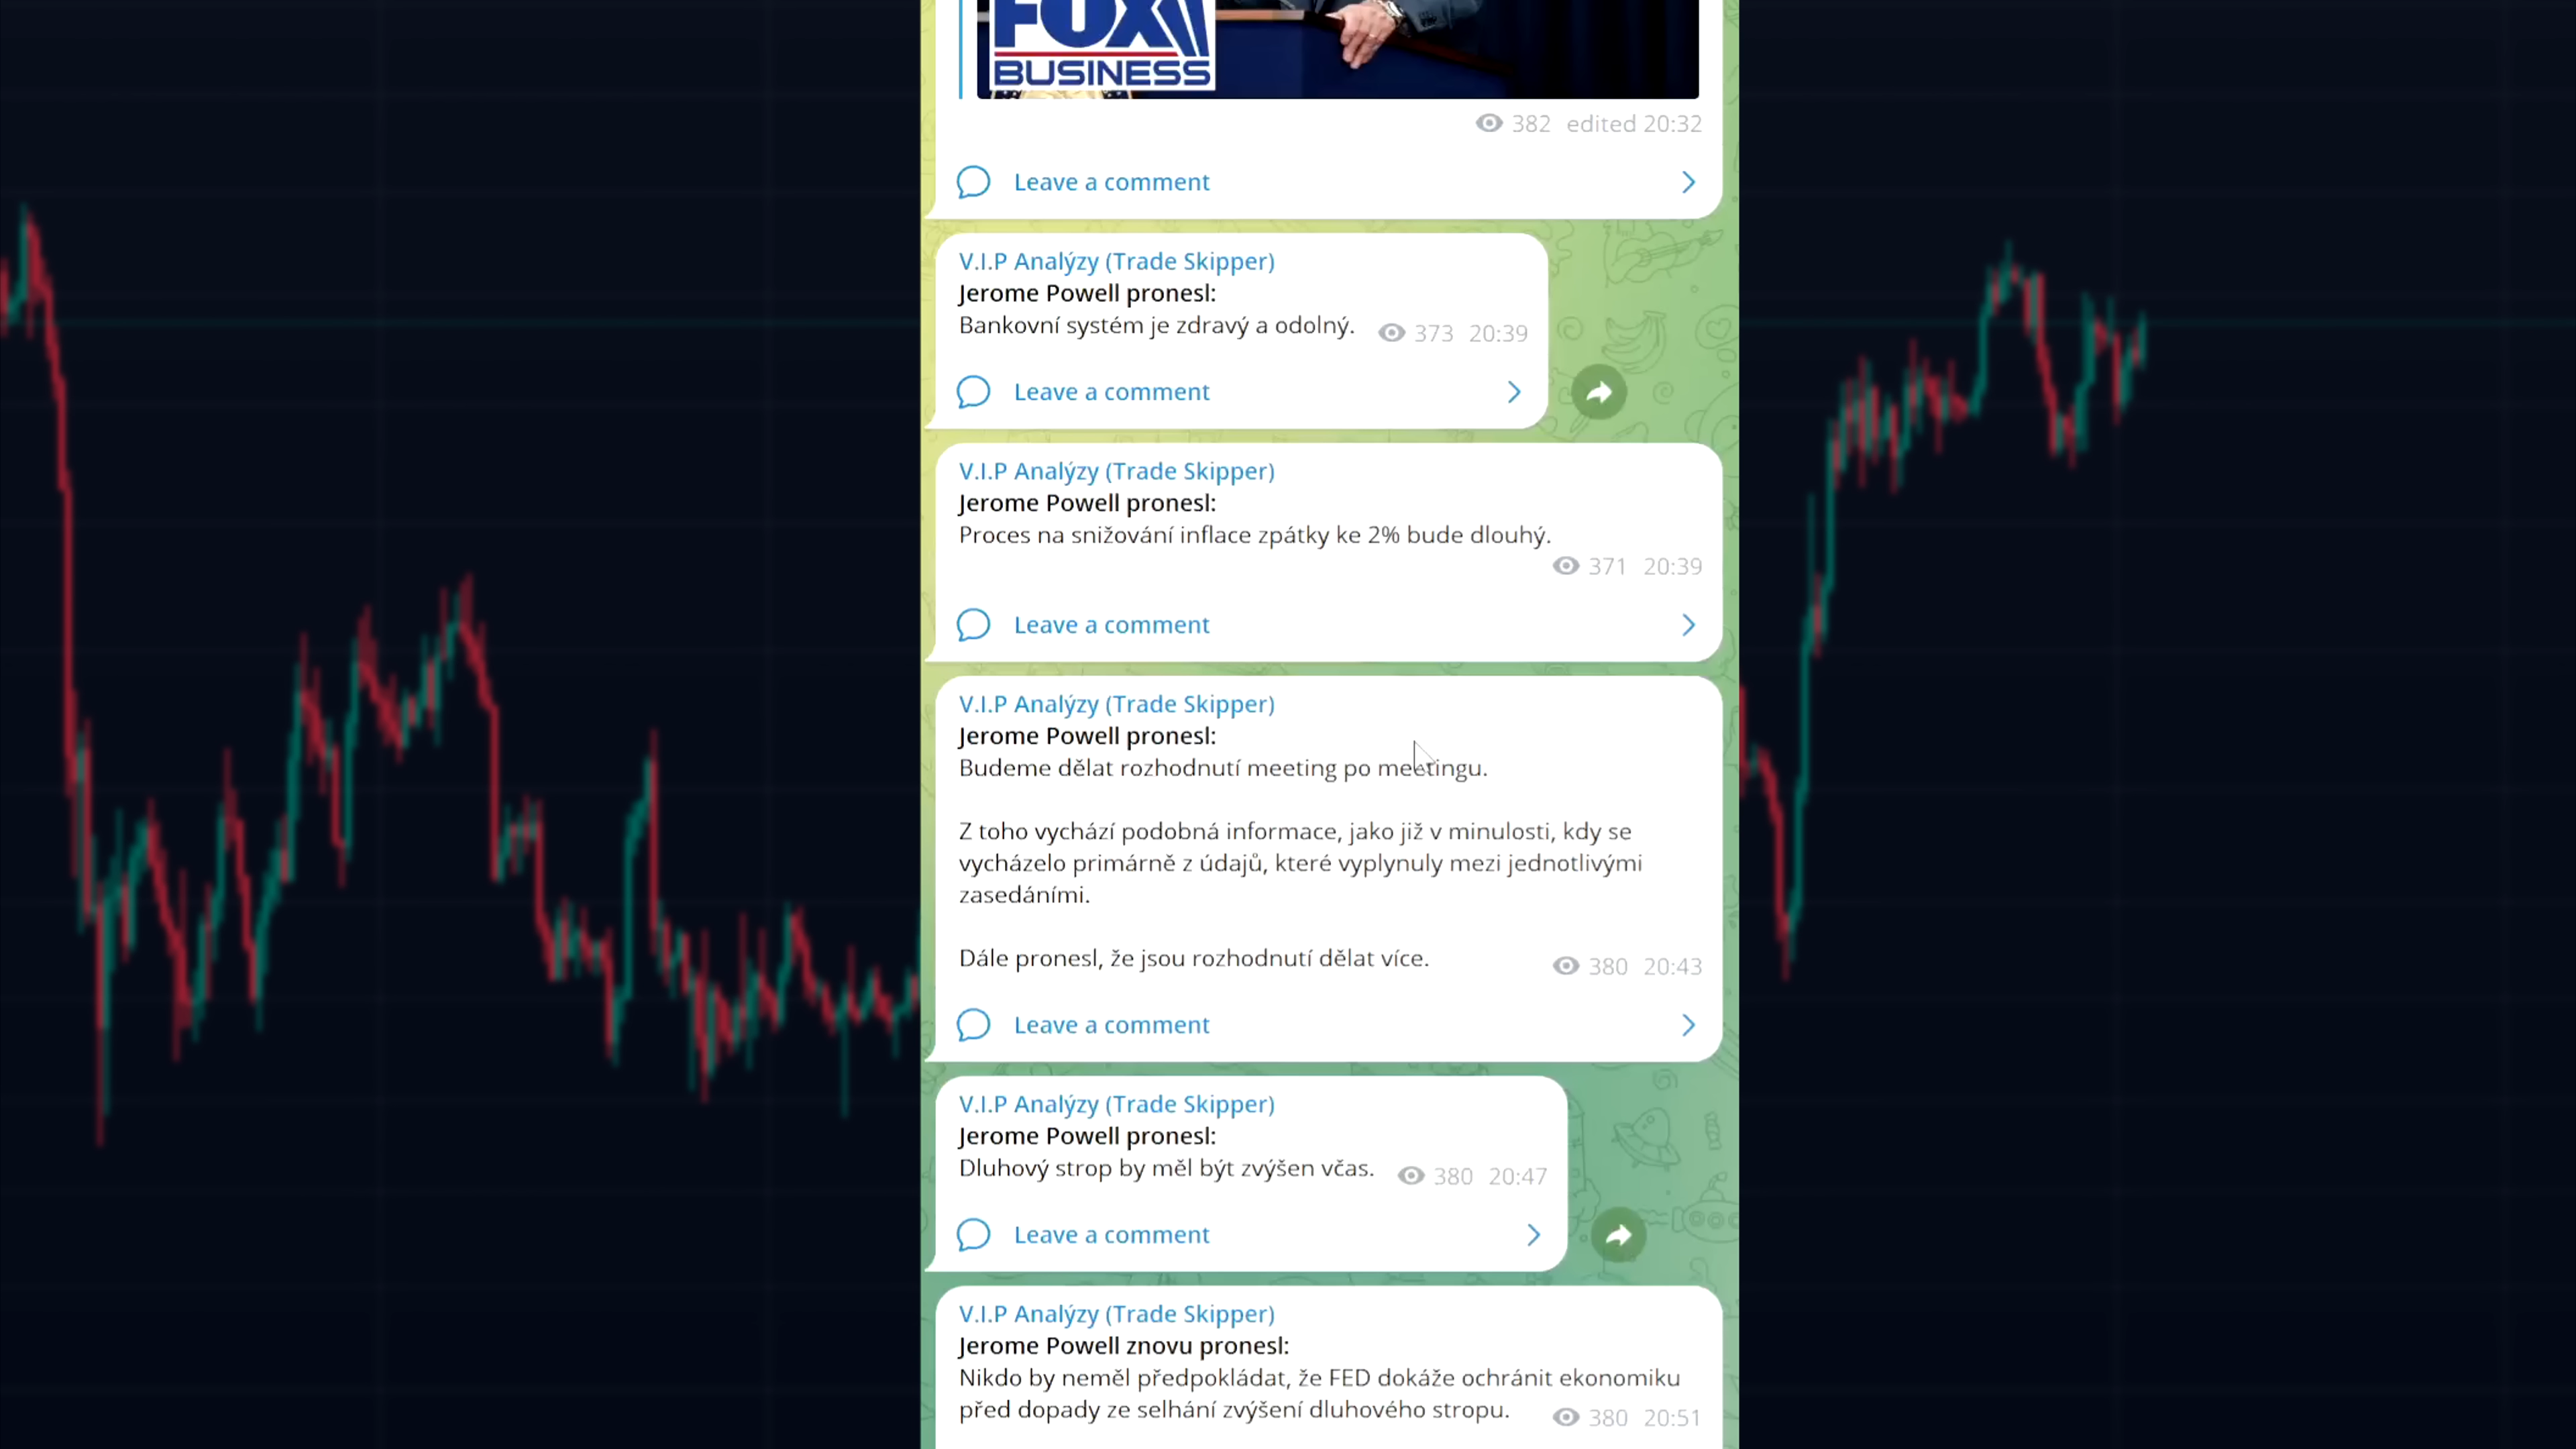 FOX
BUSINESS
382 edited 20:32
Leave a comment
V.I.P Analýzy (Trade Skipper)
Jerome Powell pronesl:
Bankovní systém je zdravý a odolný. 373 20:39
Leave a comment
V.I.P Analýzy (Trade Skipper)
Jerome Powell pronesl:
Proces na snižování inflace zpátky ke 2% bude dlouhý.
371 20:39
Leave a comment
V.I.P Analýzy (Trade Skipper)
Jerome Powell pronesl:
Budeme dělat rozhodnutí meeting po meetingu.
Z toho vychází podobná informace, jako již v minulosti, kdy se
vycházelo primárně z údajů, které vyplynuly mezi jednotlivými
zasedáními.
Dále pronesl, že jsou rozhodnutí dělat více. 380 20:43
Leave a comment
V.I.P Analýzy (Trade Skipper)
Jerome Powell pronesl:
Dluhový strop by měl být zvýšen včas. 380 20:47
Leave a comment
V.I.P Analýzy (Trade Skipper)
Jerome Powell znovu pronesl:
Nikdo by neměl předpokládat, že FED dokáže ochránit ekonomiku
před dopady ze selhání zvýšení dluhového stropu. 380 20:51